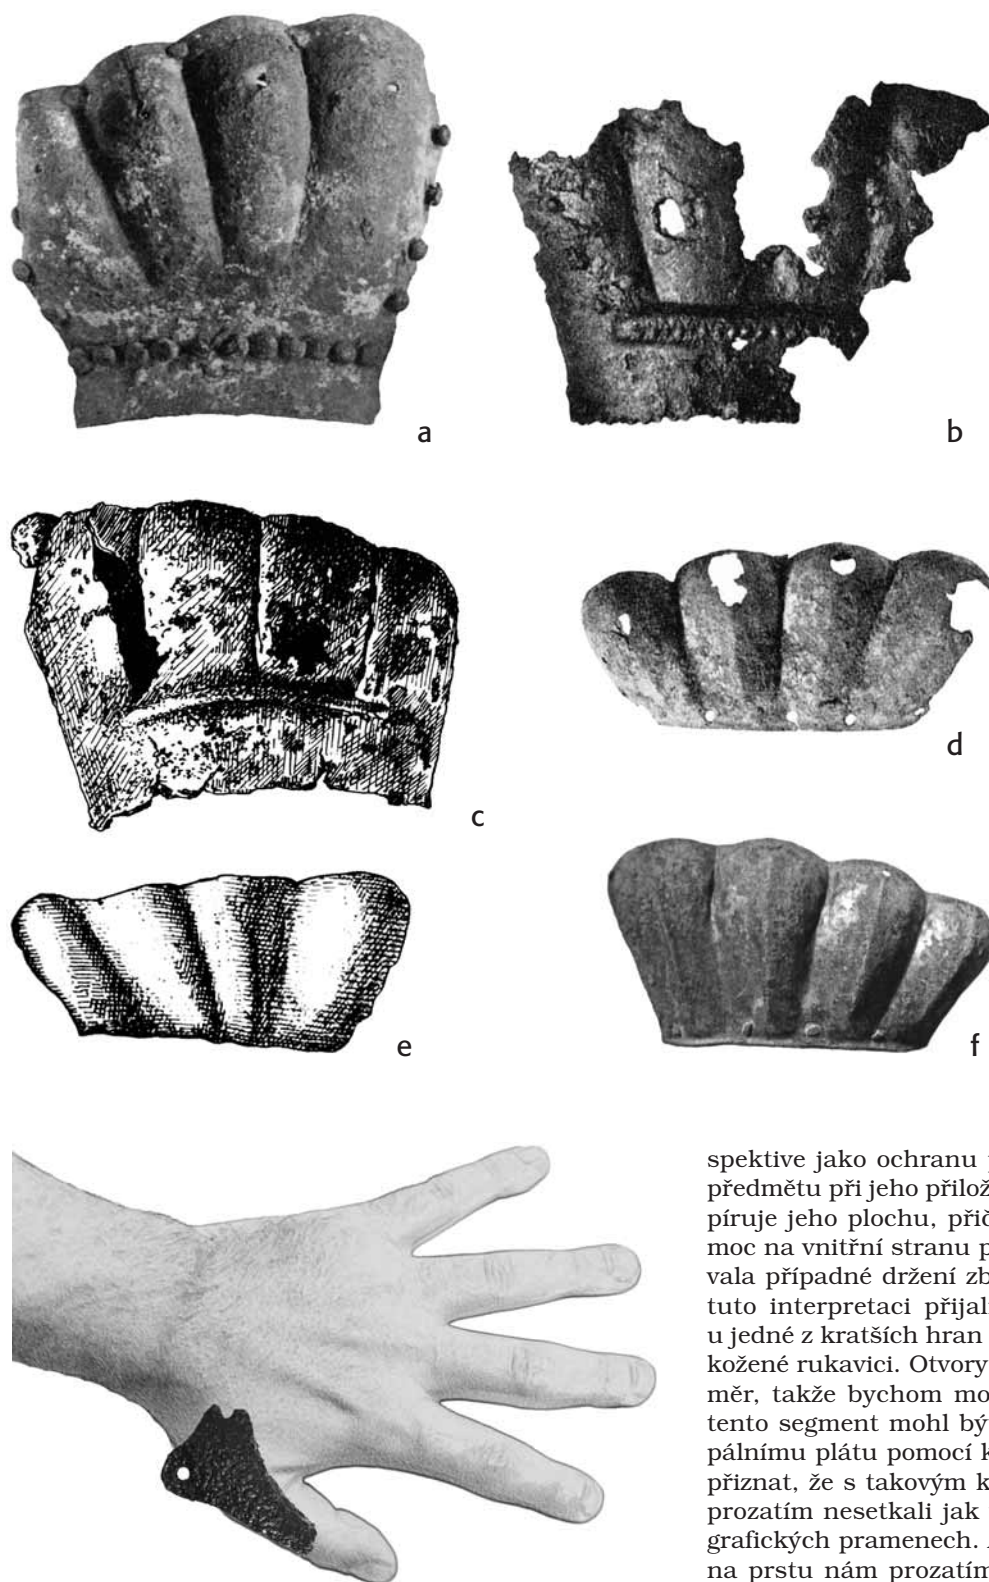 a
b
c
d
e
f
spektive jako ochranu
předmětu při jeho přilož
píruje jeho plochu, přič
moc na vnitřní stranu p
vala případné držení zb
tuto interpretaci přijal
u jedné z kratších hran
kožené rukavici. Otvory
měr, takže bychom mo
tento segment mohl bý
pálnímu plátu pomocí k
přiznat, že s takovým k
prozatím nesetkali jak
grafických pramenech.
na prstu nám prozatím